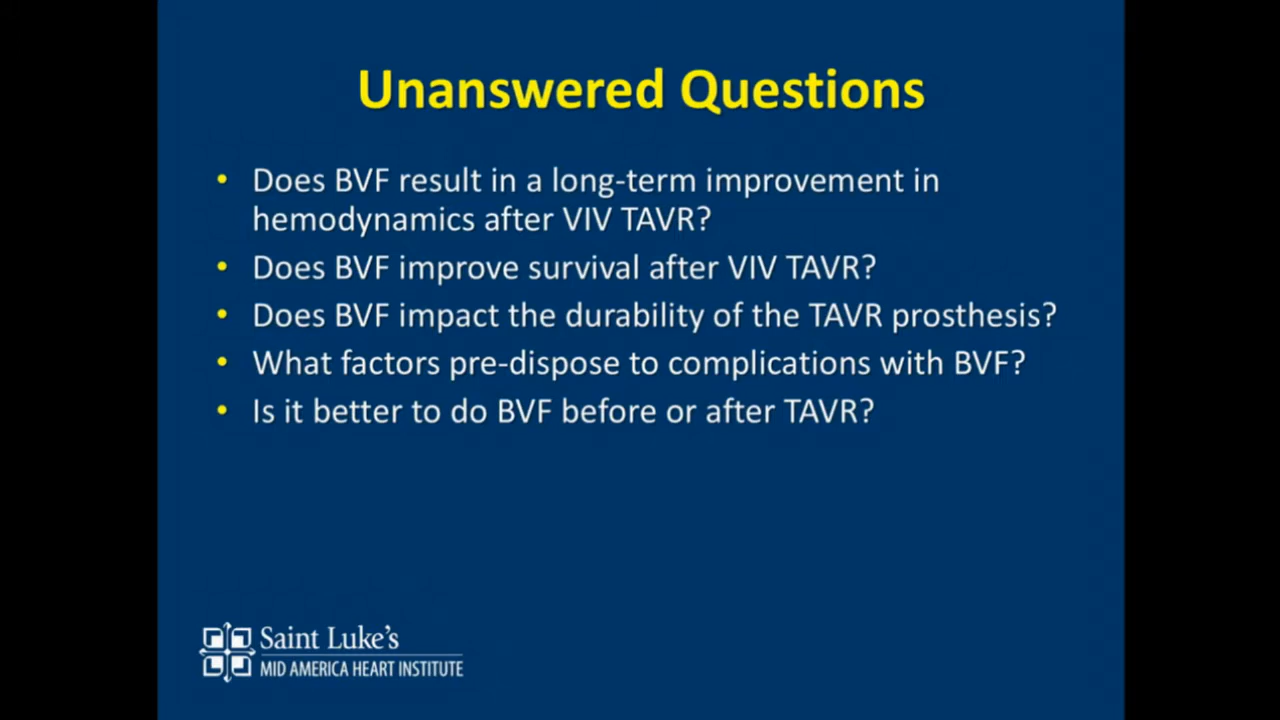 Unanswered Questions
• Does BVF result in a long-term improvement in
hemodynamics after VIV TAVR?
• Does BVF improve survival after VIV TAVR?
• Does BVF impact the durability of the TAVR prosthesis?
• What factors pre-dispose to complications with BVF?
• Is it better to do BVF before or after TAVR?
Saint Luke's
MID AMERICA HEART INSTITUTE